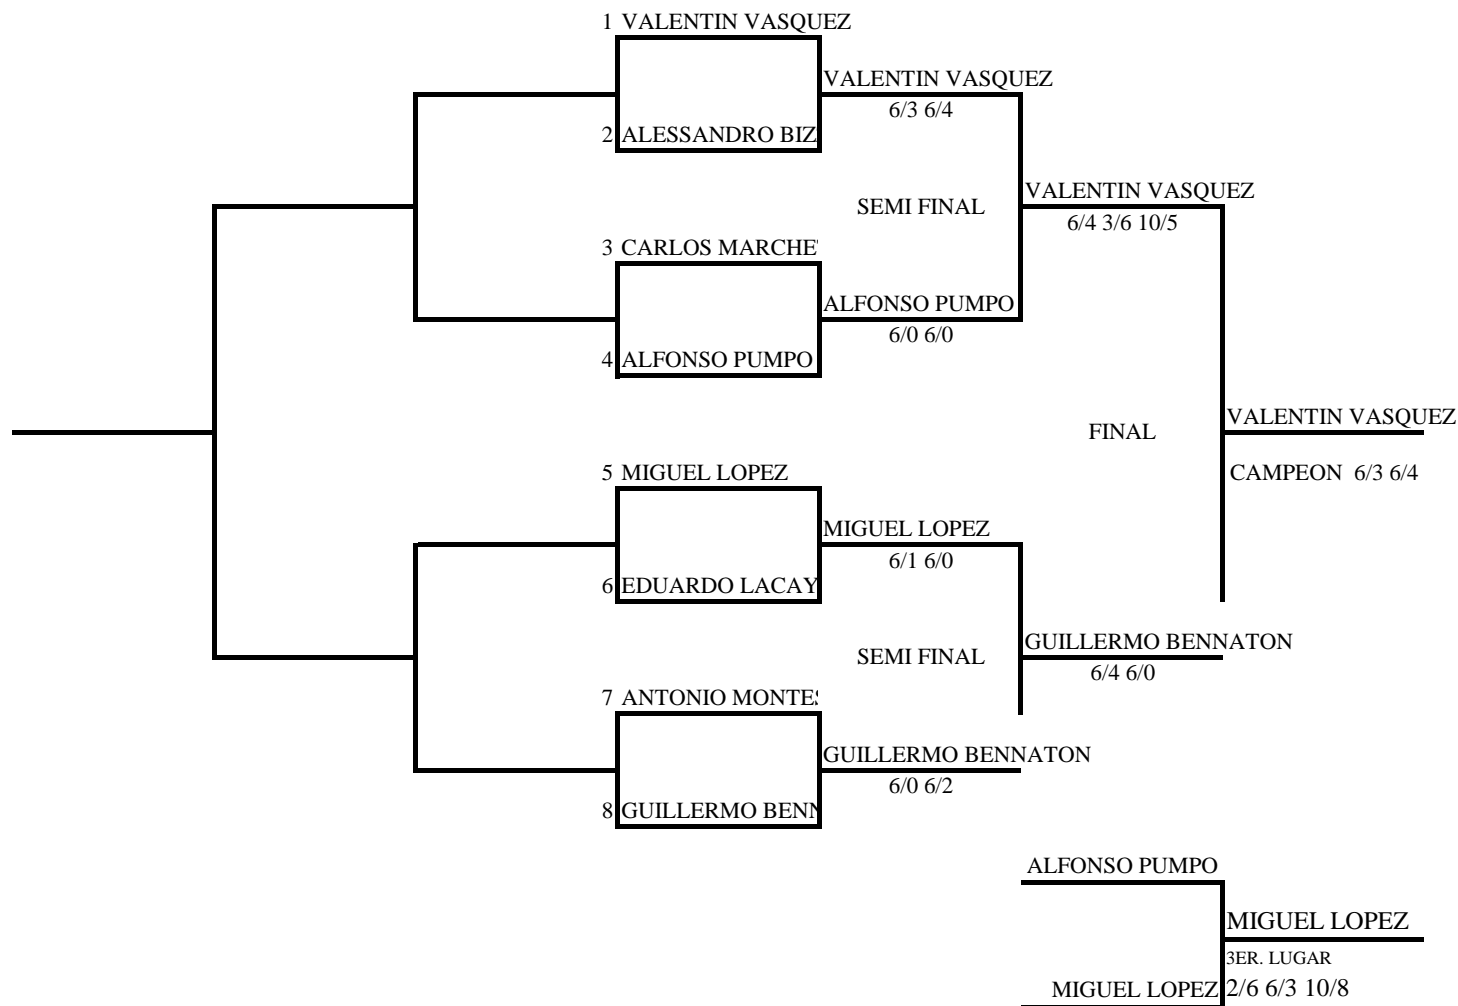 1 VALENTIN VASQUEZ
VALENTIN VASQUEZ
6/3 6/4
2 ALESSANDRO BIZ
VALENTIN VASQUEZ
SEMI FINAL
6/4 3/6 10/5
3 CARLOS MARCHE
ALFONSO PUMPO
6/0 6/0
4 ALFONSO PUMPO
VALENTIN VASQUEZ
FINAL
CAMPEON 6/3 6/4
5 MIGUEL LOPEZ
MIGUEL LOPEZ
6/1 6/0
6 EDUARDO LACAY
GUILLERMO BENNATON
SEMI FINAL
6/4 6/0
7 ANTONIO MONTES
GUILLERMO BENNATON
6/0 6/2
8 GUILLERMO BENN
ALFONSO PUMPO
MIGUEL LOPEZ
3ER. LUGAR
MIGUEL LOPEZ 2/6 6/3 10/8